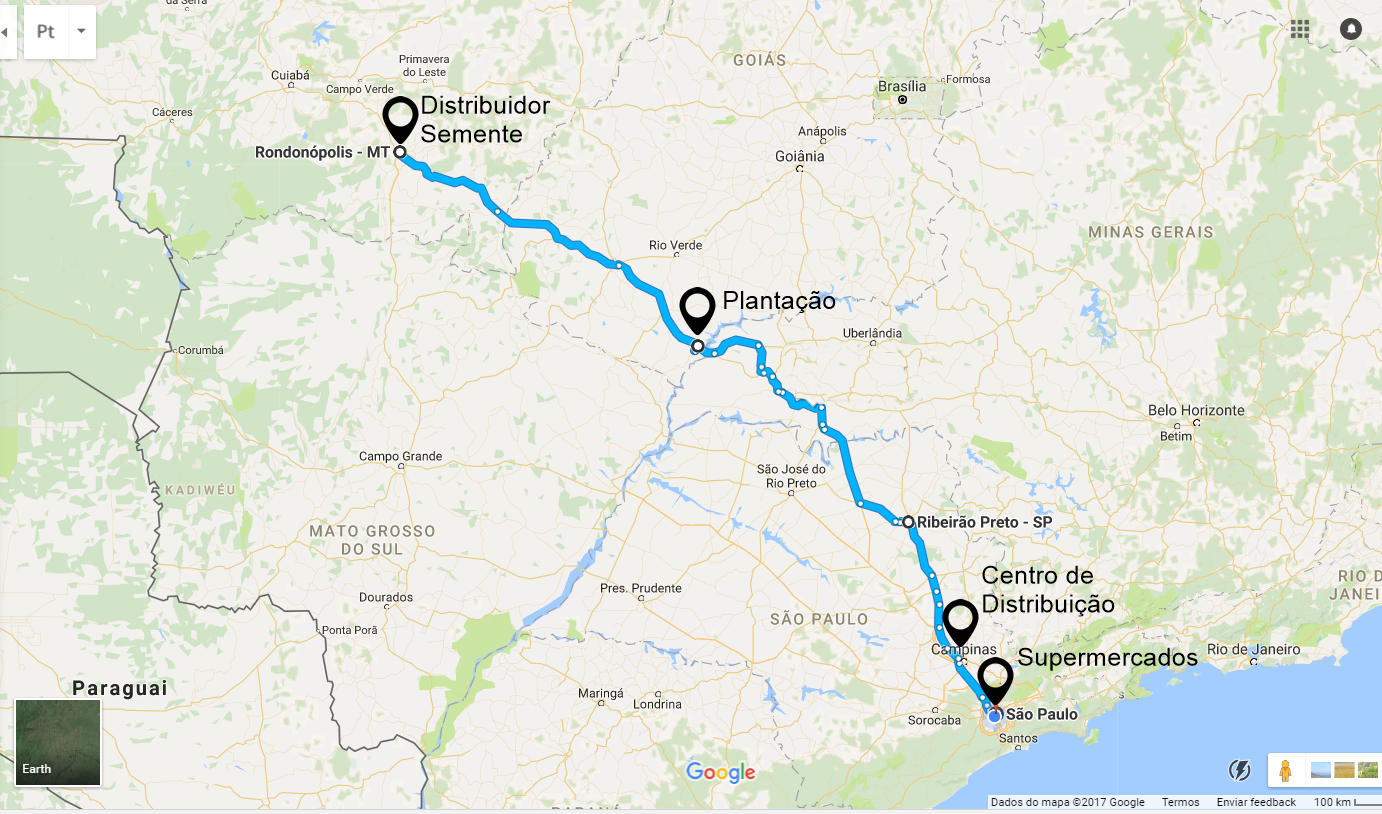 da Serra
Pt
GOIÁS
Primavera
do Leste
Cuiabá
Campo Verde
Formosa
Brasília
Cáceres
Distribuidor
Semente
Anápolis
Rondonópolis - MT
Goiânia
MINAS GERAIS
Rio Verde
Plantação
Uberlândia
Corumbá
Belo Horizonte
Betim
Campo Grande
São José do
Rio Preto
KADIWÉU
Ribeirão Preto - SP
MATO GROSSO
DO SUL
Centro de
Distribuição
RIO D
JANEI
Pres. Prudente
Dourados
SÃO PAULO
Ponta Porã
Campinas
Rio de Janeiro
Supermercados
Paraguai
Maringá
Londrina
São Paulo
Sorocaba
Santos
Earth
Google
PARANÁ
Dados do mapa ©2017 Google Termos Enviar feedback 100 km